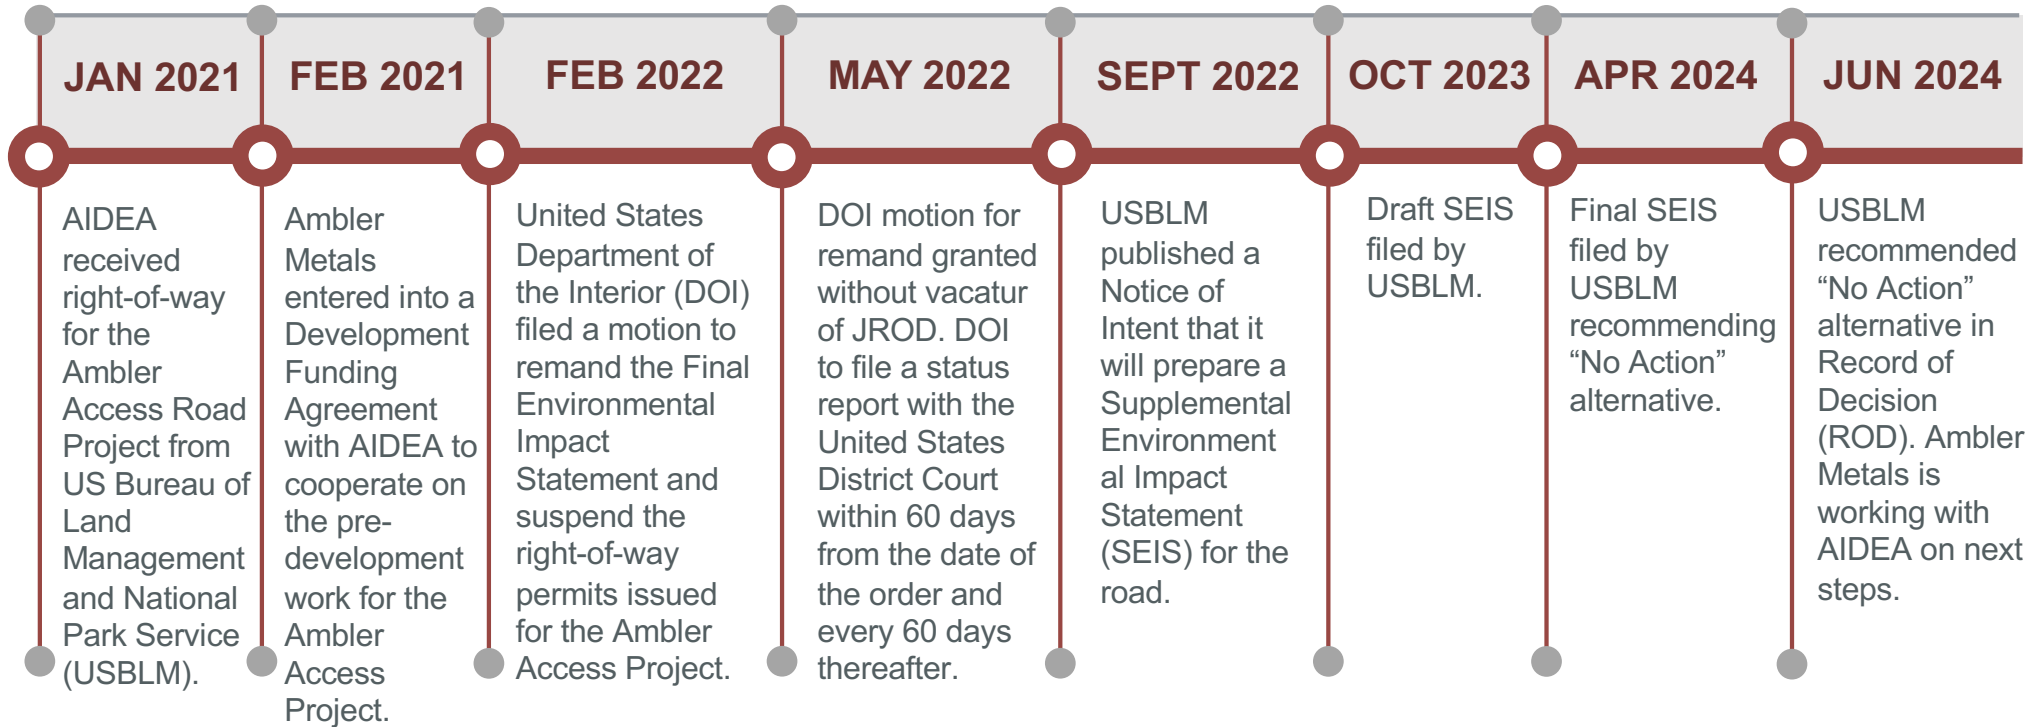 JAN 2021
AIDEA
received
right-of-way
for the
Ambler
Access Road
Project from
US Bureau of
Land
Management
and National
Park Service
(USBLM).
FEB 2021
Ambler
Metals
entered into a
Development
Funding
Agreement
with AIDEA to
cooperate on
the pre-
development
work for the
Ambler
Access
Project.
FEB 2022
United States
Department of
the Interior (DOI)
filed a motion to
remand the Final
Environmental
Impact
Statement and
suspend the
right-of-way
permits issued
for the Ambler
Access Project.
MAY 2022
DOI motion for
remand granted
without vacatur
of JROD. DOI
to file a status
report with the
United States
District Court
within 60 days
from the date of
the order and
every 60 days
thereafter.
SEPT 2022
USBLM
published a
Notice of
Intent that it
will prepare a
Supplemental
Environment
al Impact
Statement
(SEIS) for the
road.
OCT 2023
Draft SEIS
filed by
USBLM.
APR 2024
Final SEIS
filed by
USBLM
recommending
“No Action”
alternative.
JUN 2024
USBLM
recommended
“No Action”
alternative in
Record of
Decision
(ROD). Ambler
Metals is
working with
AIDEA on next
steps.